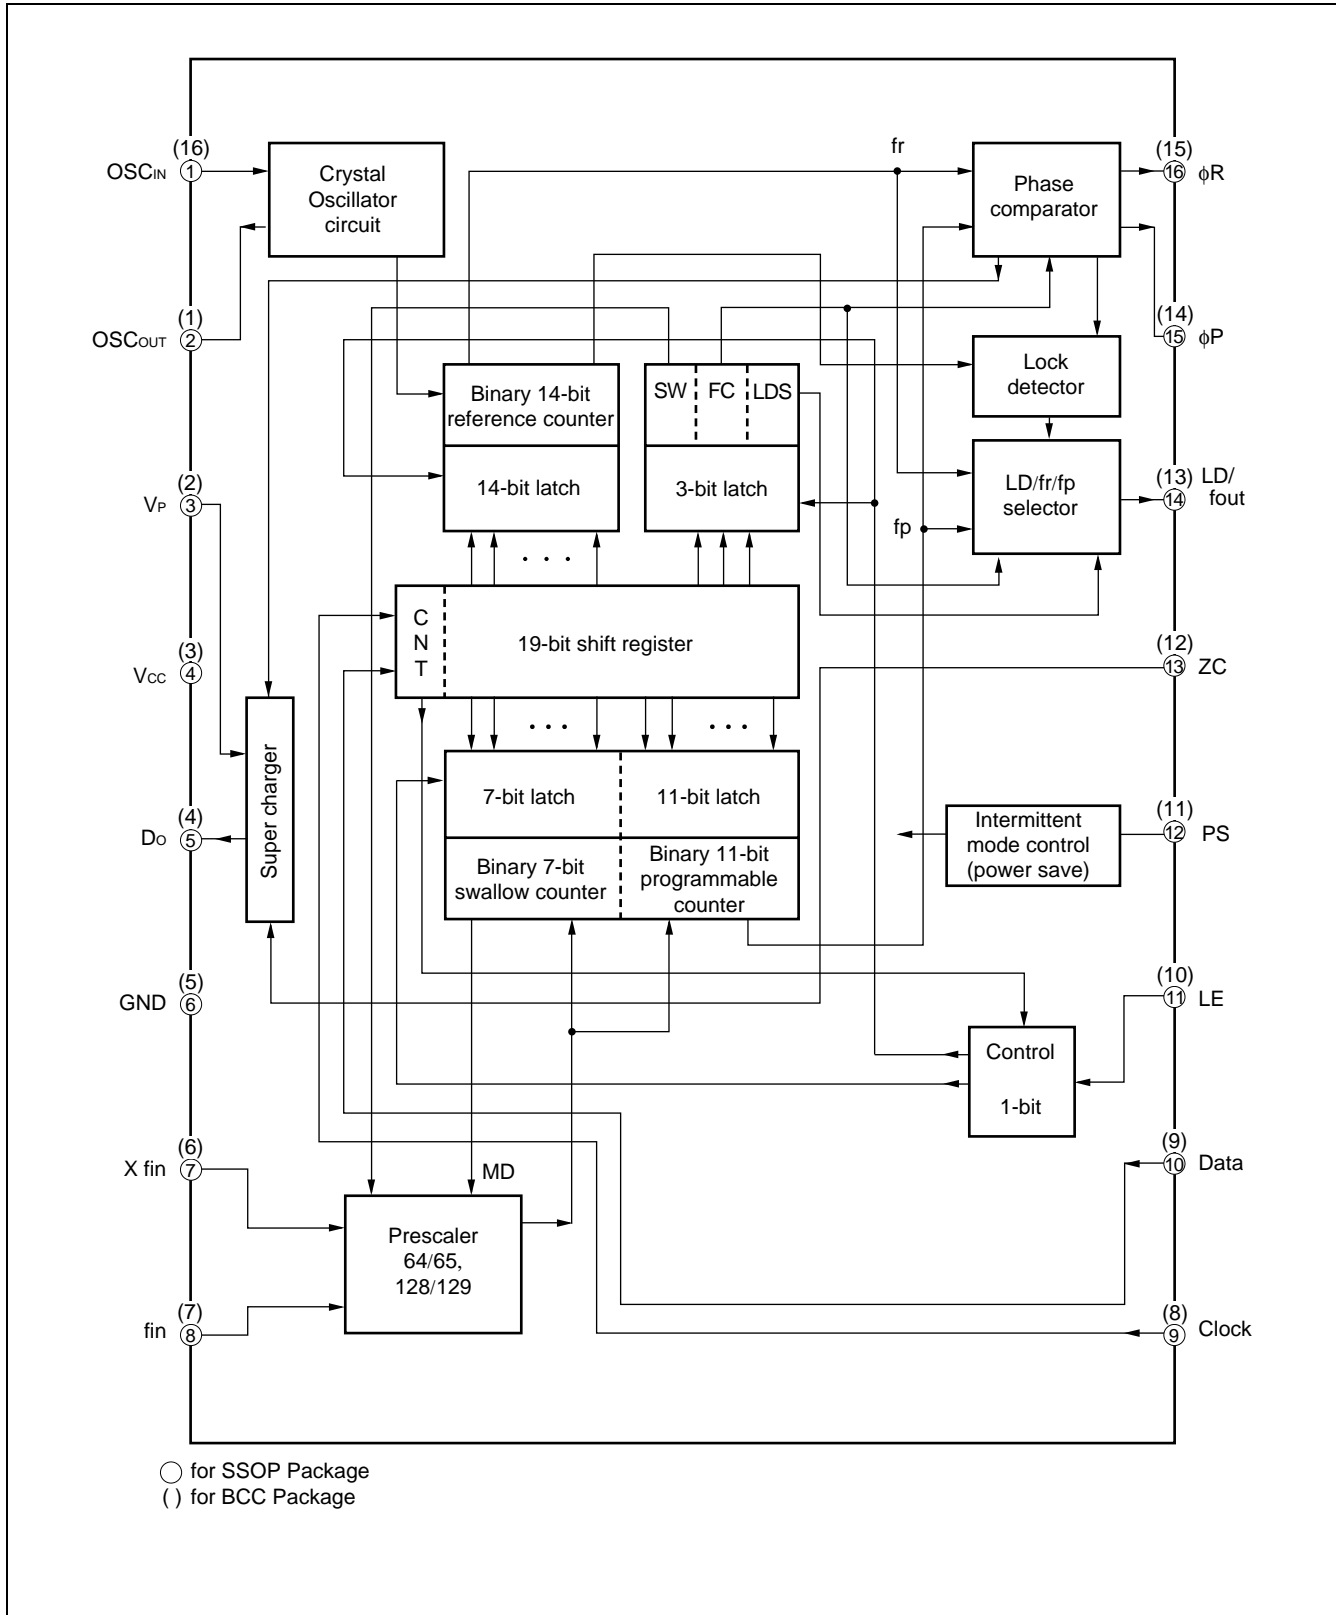 (16)
OSCIN
1
Crystal
Oscillator
circuit
fr
Phase
comparator
(15)
16
ϕR
(1)
OSCOUT
2
(14)
15
ϕP
Binary 14-bit
reference counter
SW
FC
LDS
Lock
detector
(2)
VP
3
14-bit latch
3-bit latch
fp
LD/fr/fp
selector
(13)
14
LD/
fout
. . .
C
N
T
19-bit shift register
(3)
VCC
4
(12)
13
ZC
. . .
. . .
Super charger
7-bit latch
11-bit latch
(4)
DO
5
Binary 7-bit
swallow counter
Binary 11-bit
programmable
counter
Intermittent
mode control
(power save)
(11)
12
PS
(5)
GND
6
(10)
11
LE
Control
1-bit
(6)
X fin
7
MD
(9)
10
Data
Prescaler
64/65,
128/129
(7)
fin
8
(8)
9
Clock
◯ for SSOP Package
( ) for BCC Package